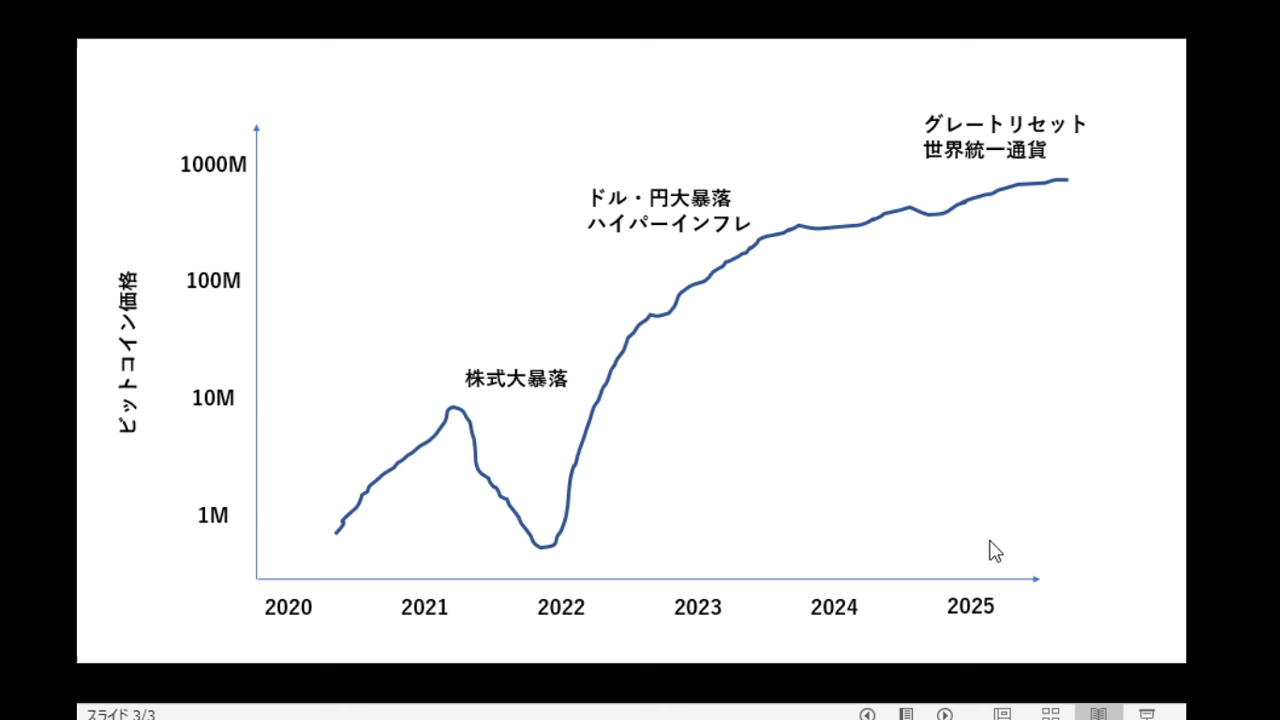 グレートリセット
世界統一通貨
1000M
ドル・円大暴落
ハイパーインフレ
100M
ビットコイン価格
株式大暴落
10M
1M
2020 2021 2022 2023 2024 2025
スライド 3/3